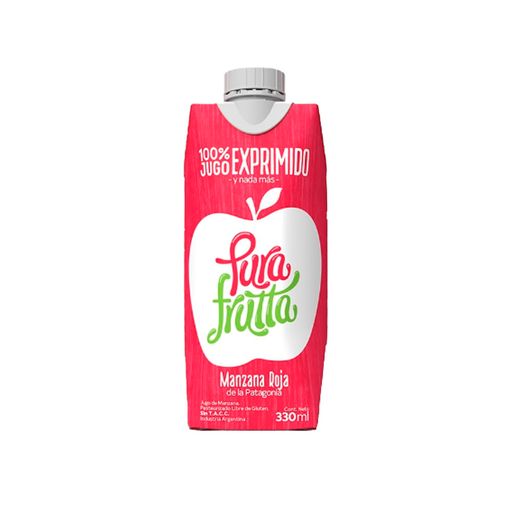 100% JUGO EXPRIMIDO
- y nada más -
Pura
frutta
Manzana Roja
de la Patagonia
Jugo de Manzana.
Pasteurizado Libre de Gluten.
Sin T.A.C.C.
Industria Argentina.
Cont. Neto
330ml